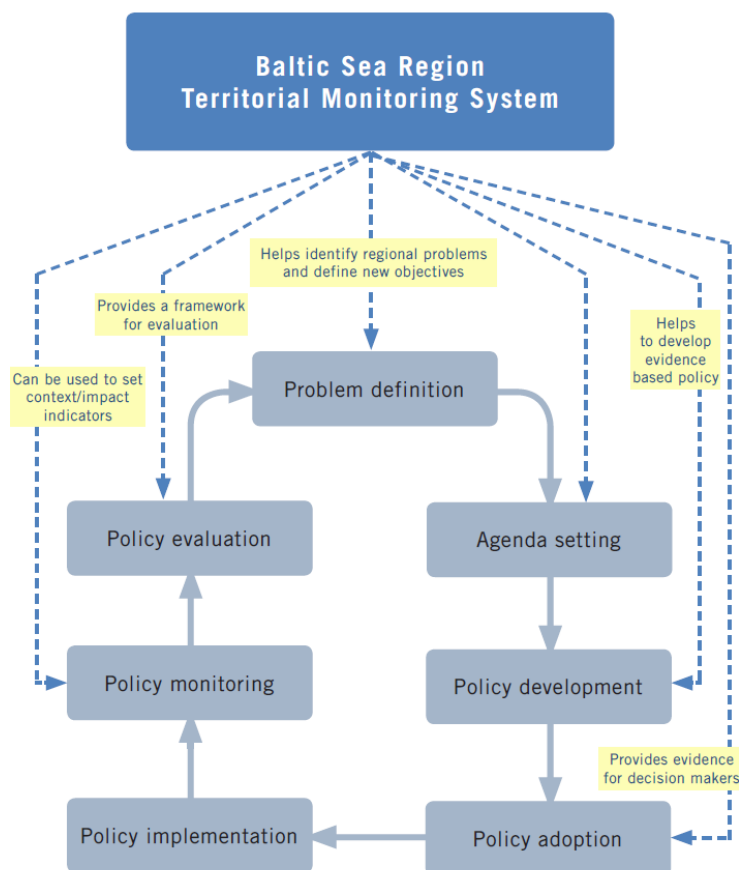 Baltic Sea Region
Territorial Monitoring System
Helps identify regional problems
and define new objectives
Provides a framework
for evaluation
Helps
to develop
evidence
based policy
Can be used to set
context/impact
indicators
Problem definition
Policy evaluation
Agenda setting
Policy monitoring
Policy development
Provides evidence
for decision makers
Policy implementation
Policy adoption